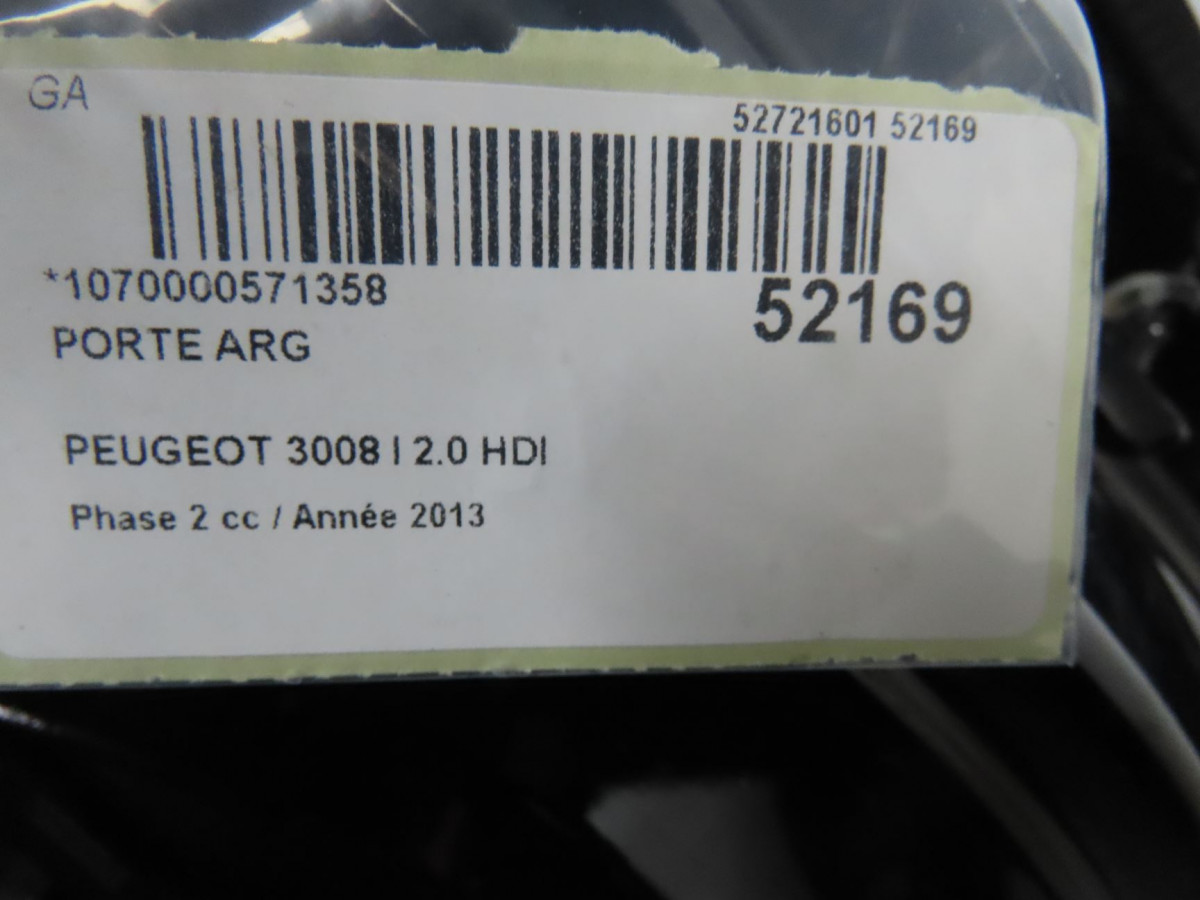 GA
52721601 52169
*1070000571358
52169
PORTE ARG
PEUGEOT 3008 I 2.0 HDI
Phase 2 cc / Année 2013